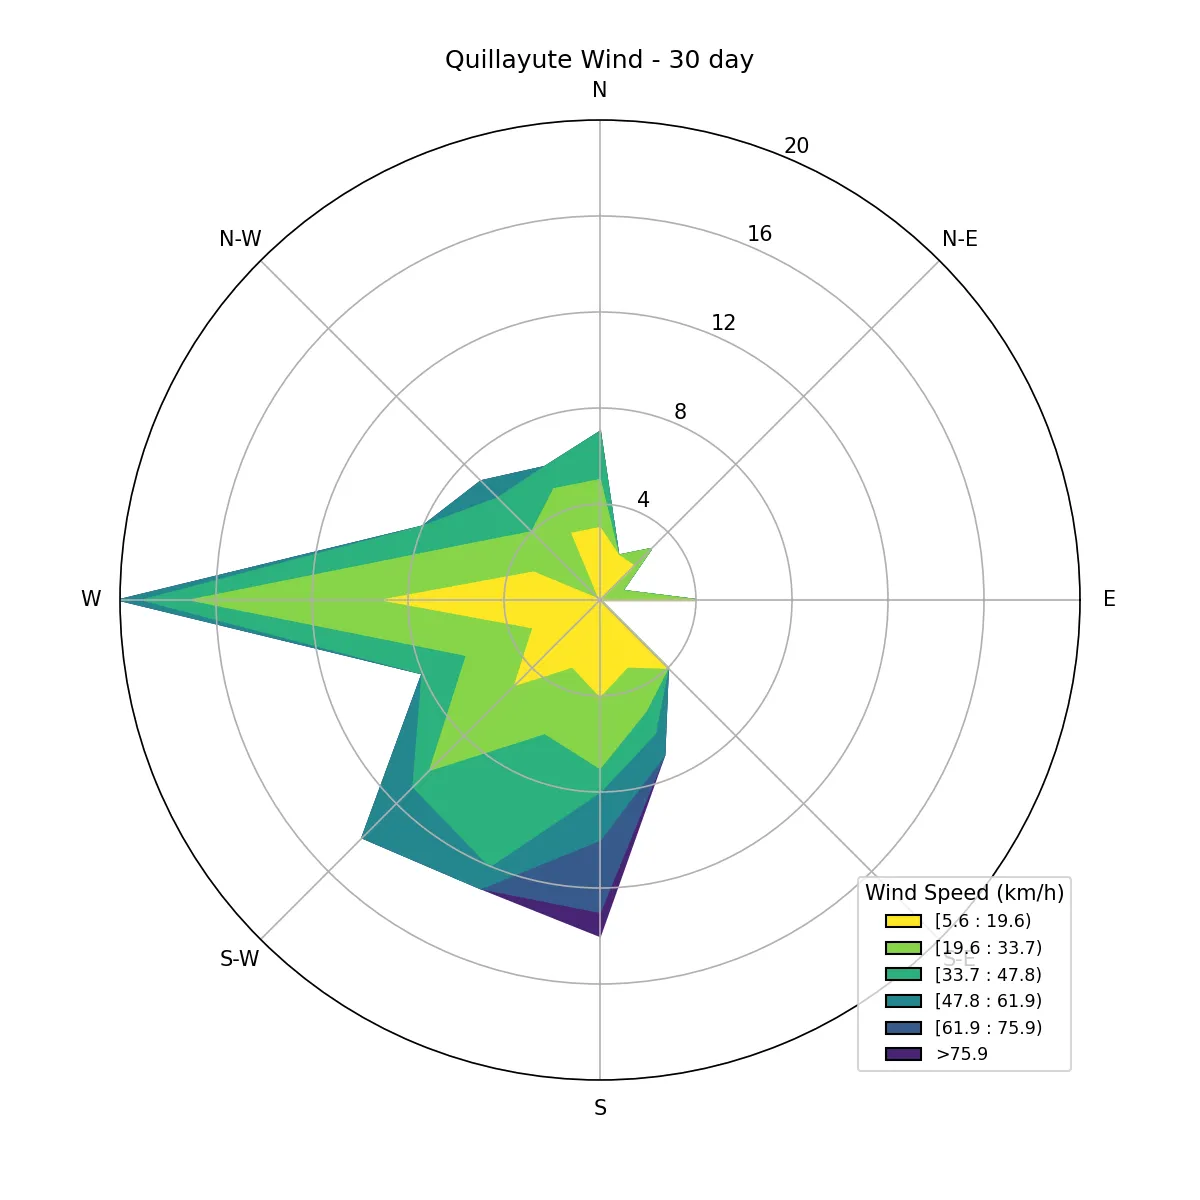 Quillayute Wind - 30 day
N
20
N-W
16
N-E
12
8
4
W
E
Wind Speed (km/h)
[5.6 : 19.6)
[19.6 : 33.7)
S-W
S-E
[33.7 : 47.8)
[47.8 : 61.9)
[61.9 : 75.9)
>75.9
S